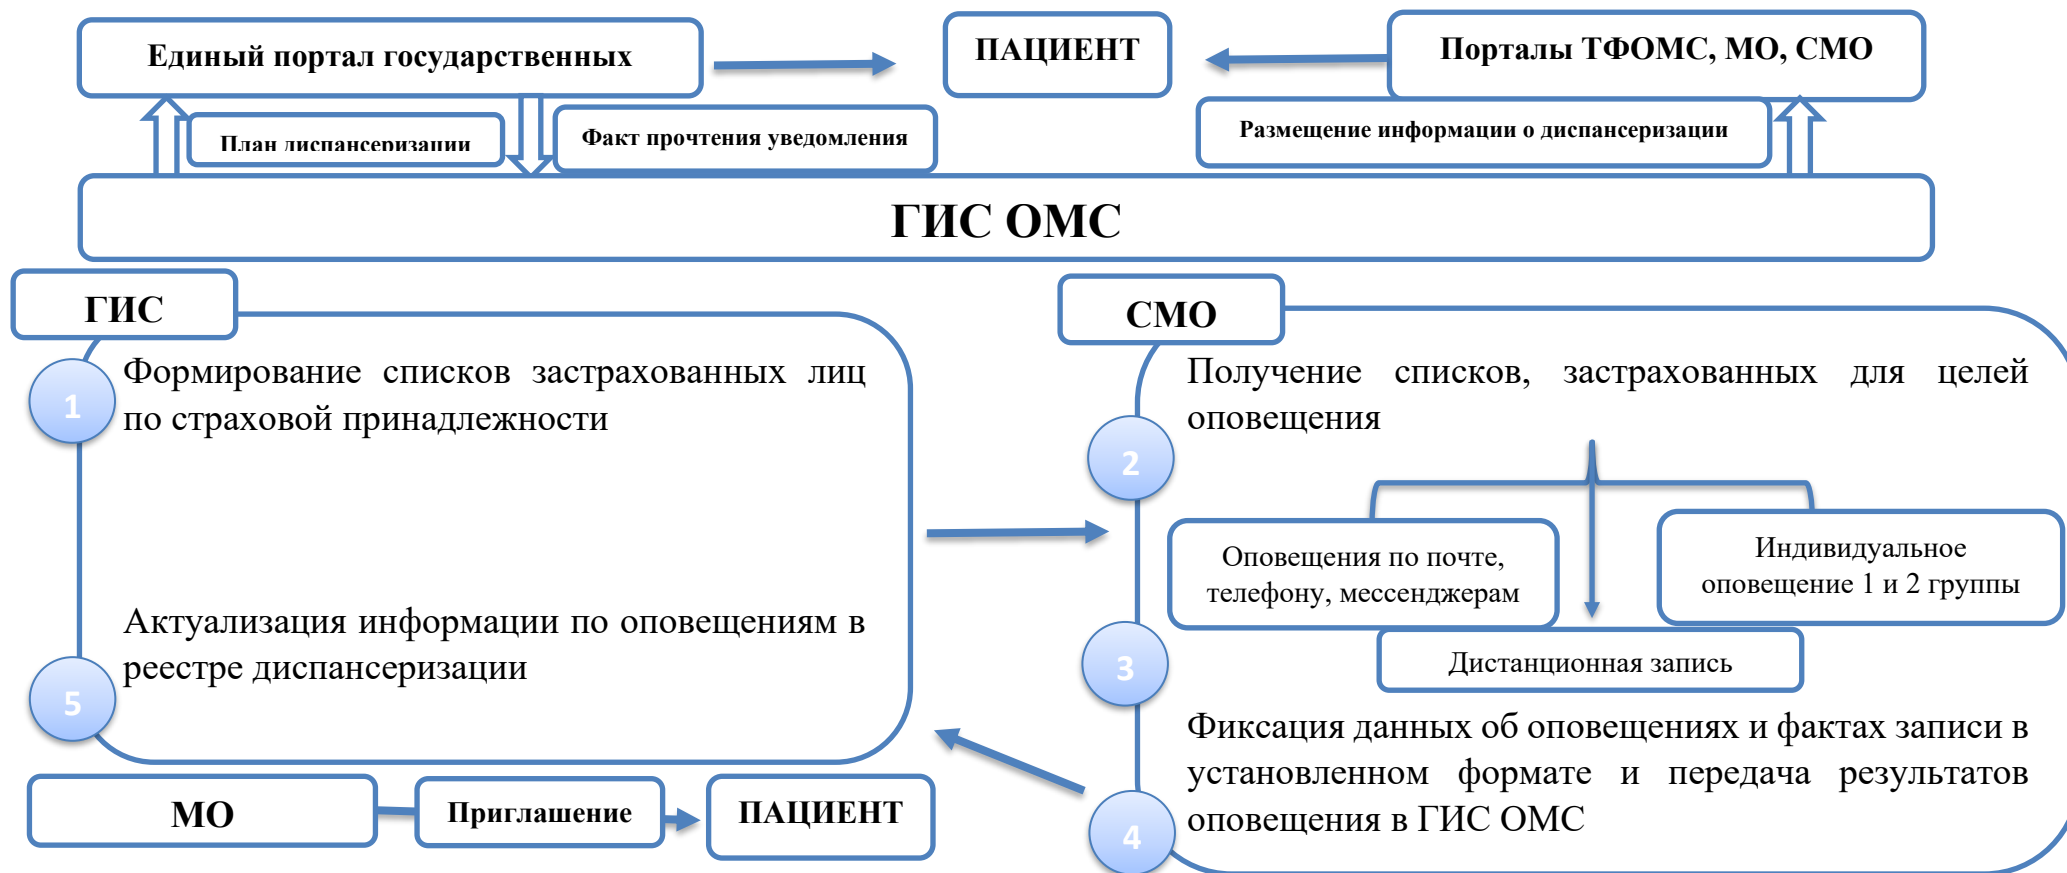 Единый портал государственных
ПАЦИЕНТ
Порталы ТФОМС, МО, СМО
План диспансеризации
Факт прочтения уведомления
Размещение информации о диспансеризации
ГИС ОМС
ГИС
1
Формирование списков застрахованных лиц
по страховой принадлежности
Актуализация информации по оповещениям в
реестре диспансеризации
5
СМО
Получение списков, застрахованных для целей
оповещения
2
Оповещения по почте,
телефону, мессенджерам
Индивидуальное
оповещение 1 и 2 группы
3
Дистанционная запись
Фиксация данных об оповещениях и фактах записи в
установленном формате и передача результатов
оповещения в ГИС ОМС
4
МО
Приглашение
ПАЦИЕНТ